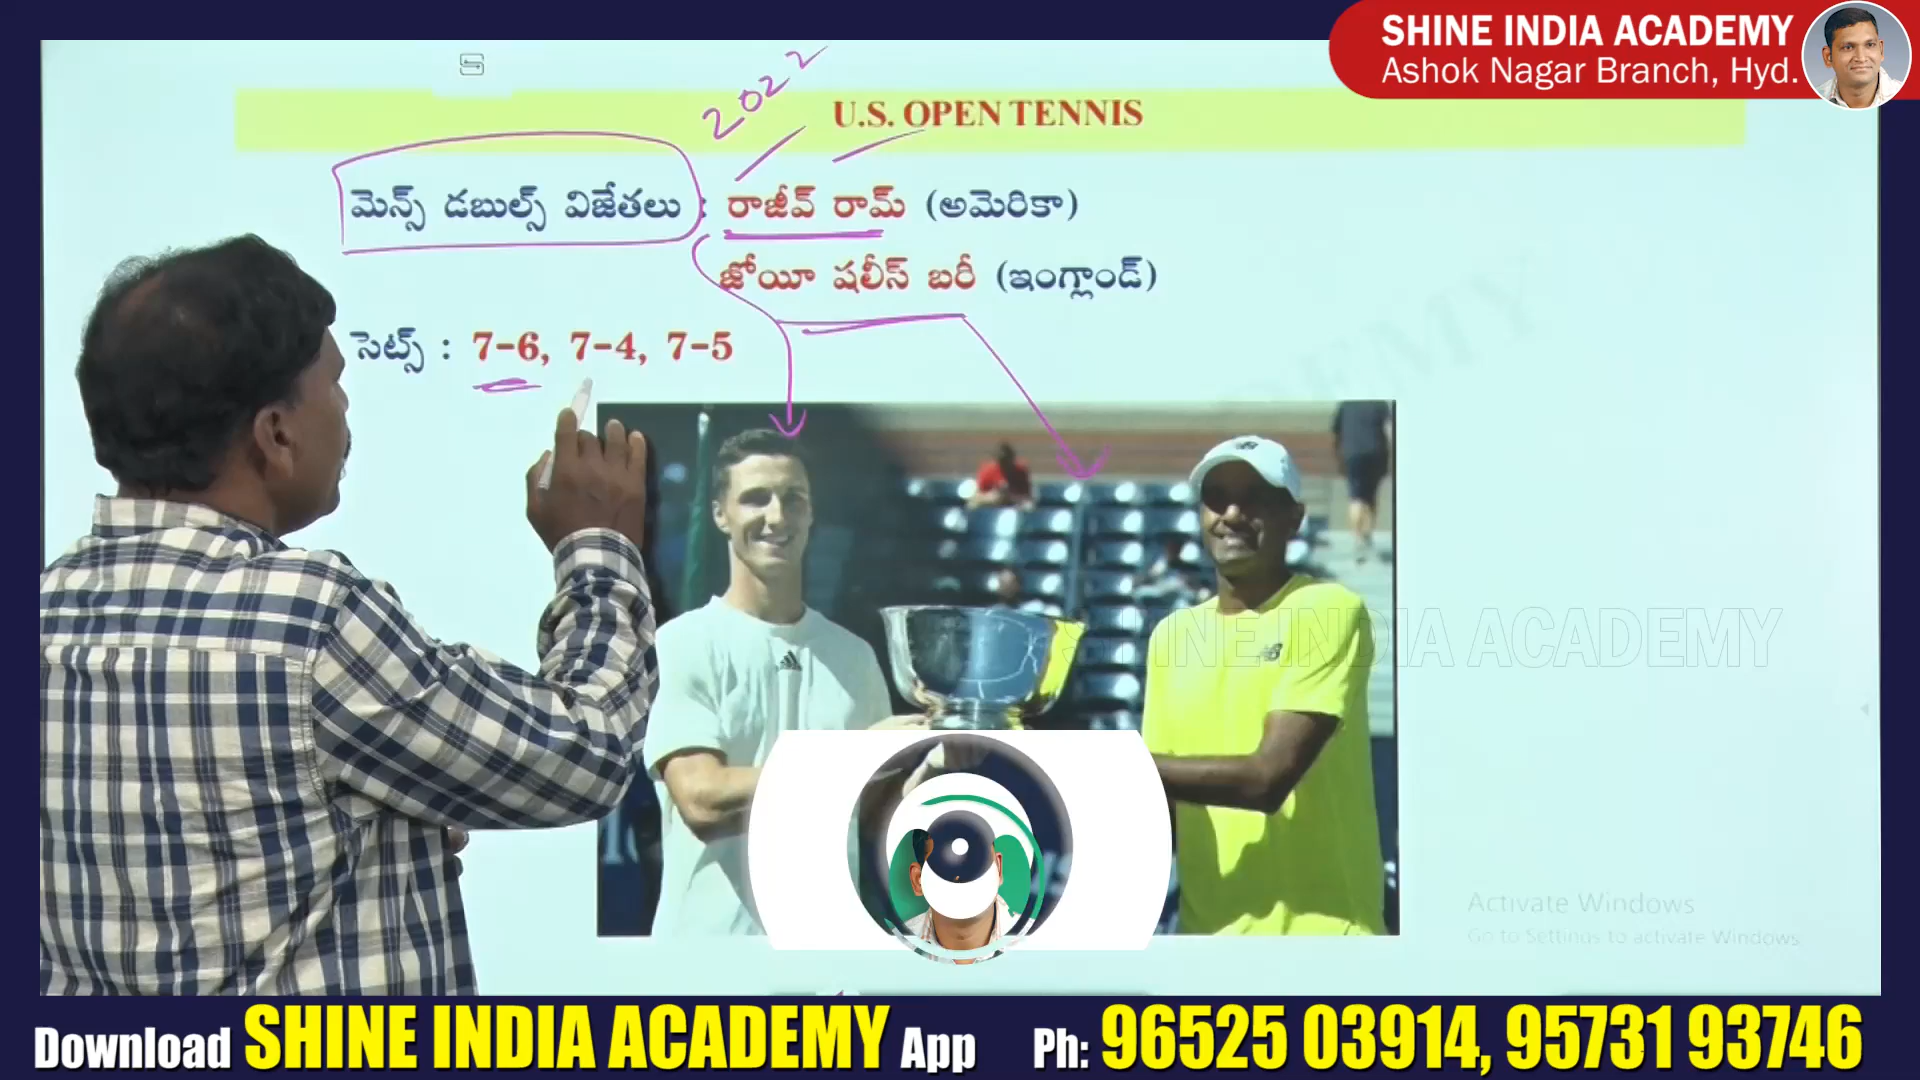 SHINE INDIA ACADEMY
Ashok Nagar Branch, Hyd.
2022
U.S. OPEN TENNIS
మెన్స్ డబుల్స్ విజేతలు : రాజీవ్ రామ్ (అమెరికా)
జోయీ షలీస్ బరీ (ఇంగ్లాండ్)
సెట్స్ : 7-6, 7-4, 7-5
SHINE INDIA ACADEMY
Activate Windows
Go to Settings to activate Windows.
Download SHINE INDIA ACADEMY App Ph: 96525 03914, 95731 93746